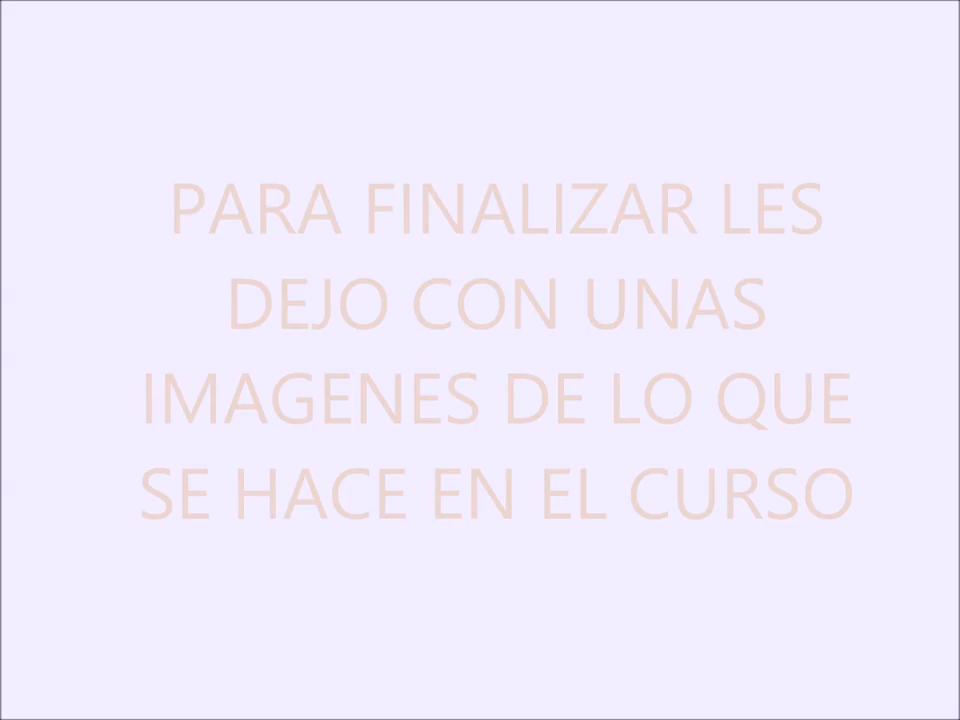 PARA FINALIZAR LES
DEJO CON UNAS
IMAGENES DE LO QUE
SE HACE EN EL CURSO